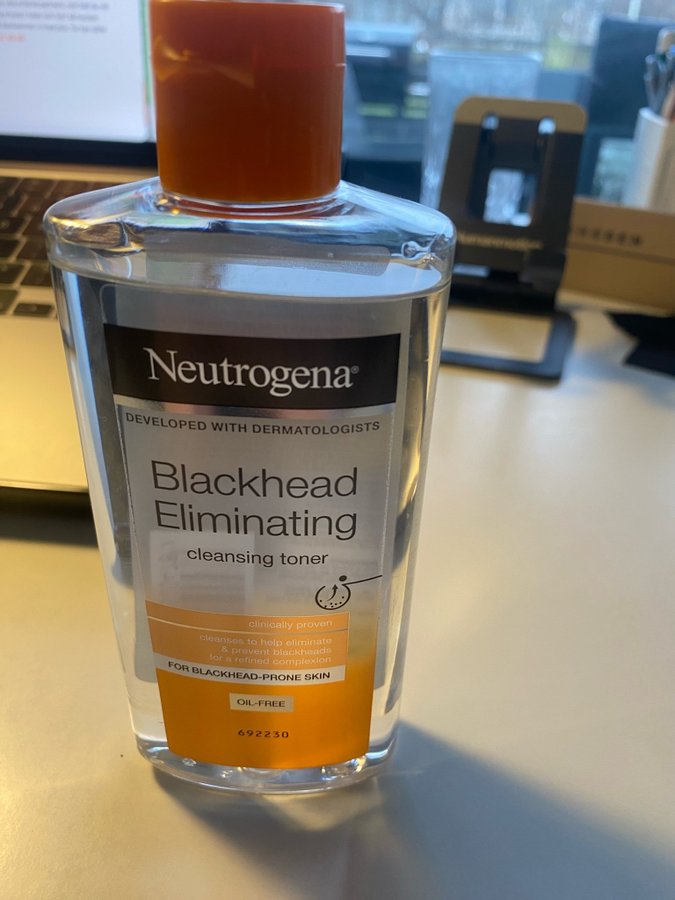 Neutrogena®
DEVELOPED WITH DERMATOLOGISTS
Blackhead
Eliminating
cleansing toner
clinically proven
cleanses to help eliminate
& prevent blackheads
for a refined complexion
FOR BLACKHEAD-PRONE SKIN
OIL-FREE
692230